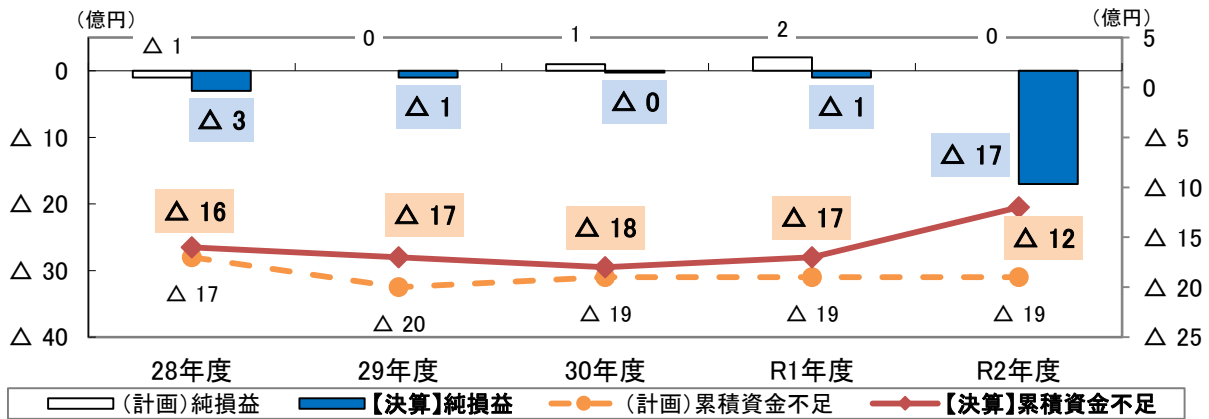 （億円） （億円）
△ 1 0 1 2 0 5
0 0
△ 3 △ 1 △ 0 △ 1
△ 10 △ 5
△ 17
△ 20 △ 10
△ 16 △ 17 △ 18 △ 17 △ 12
△ 15
△ 30
△ 17 △ 20 △ 19 △ 19 △ 19 △ 20
△ 40 △ 25
28年度 29年度 30年度 R1年度 R2年度
（計画）純損益 【決算】純損益 （計画）累積資金不足 【決算】累積資金不足